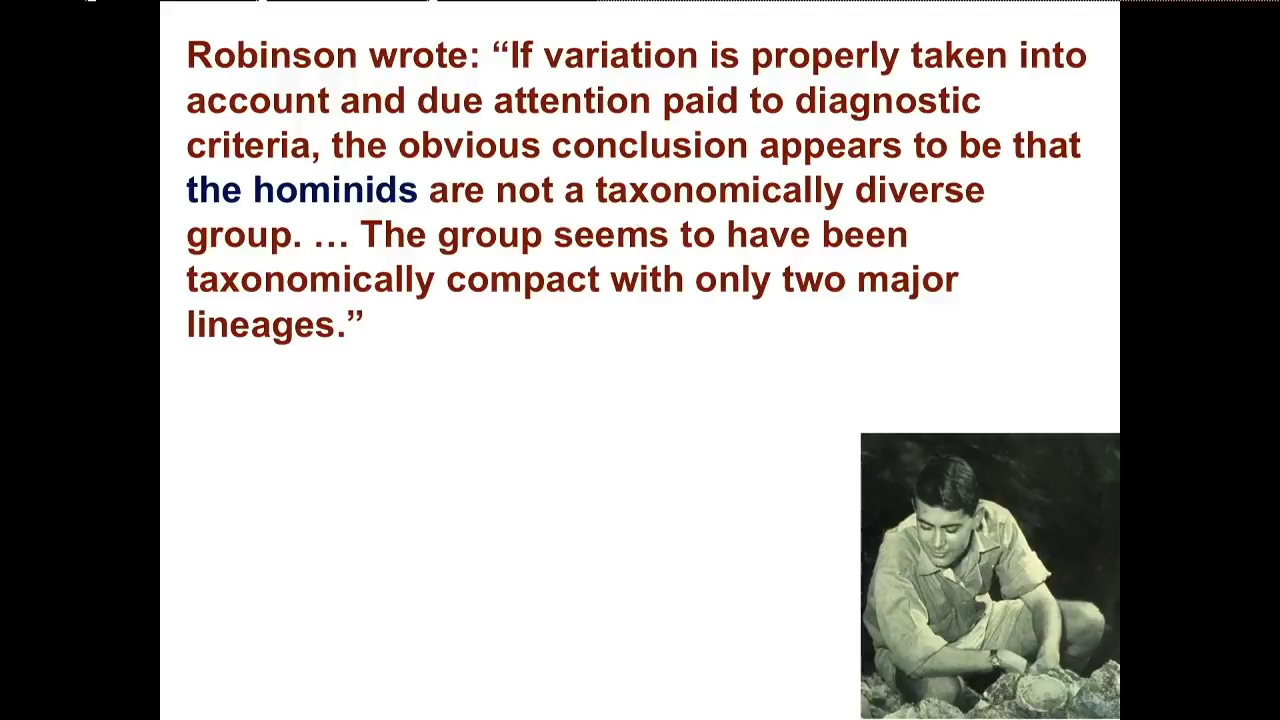 Robinson wrote: “If variation is properly taken into
account and due attention paid to diagnostic
criteria, the obvious conclusion appears to be that
the hominids are not a taxonomically diverse
group. … The group seems to have been
taxonomically compact with only two major
lineages.”